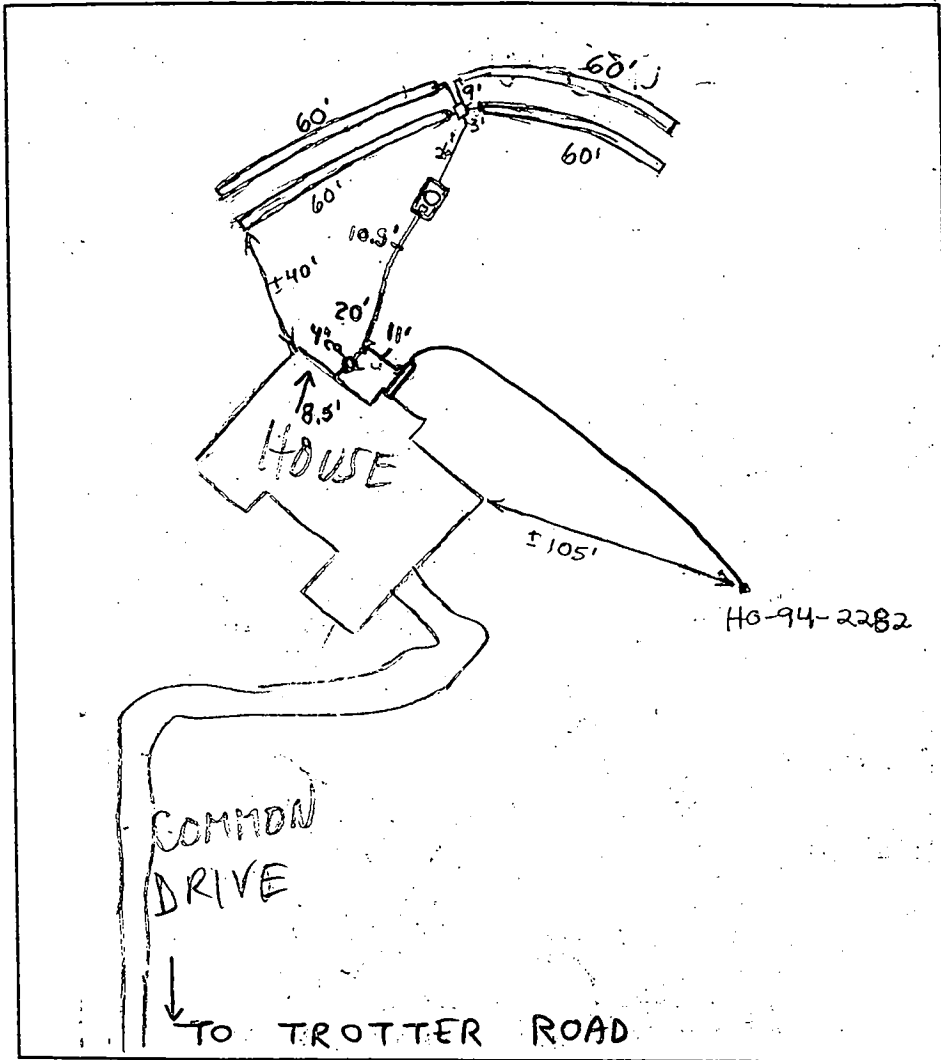 60'
60'
9'
3'
60'
60'
10.9'
±40'
20'
11'
8.5'
HOUSE
±105'
HO-94-2282
COMMON
DRIVE
TO TROTTER ROAD